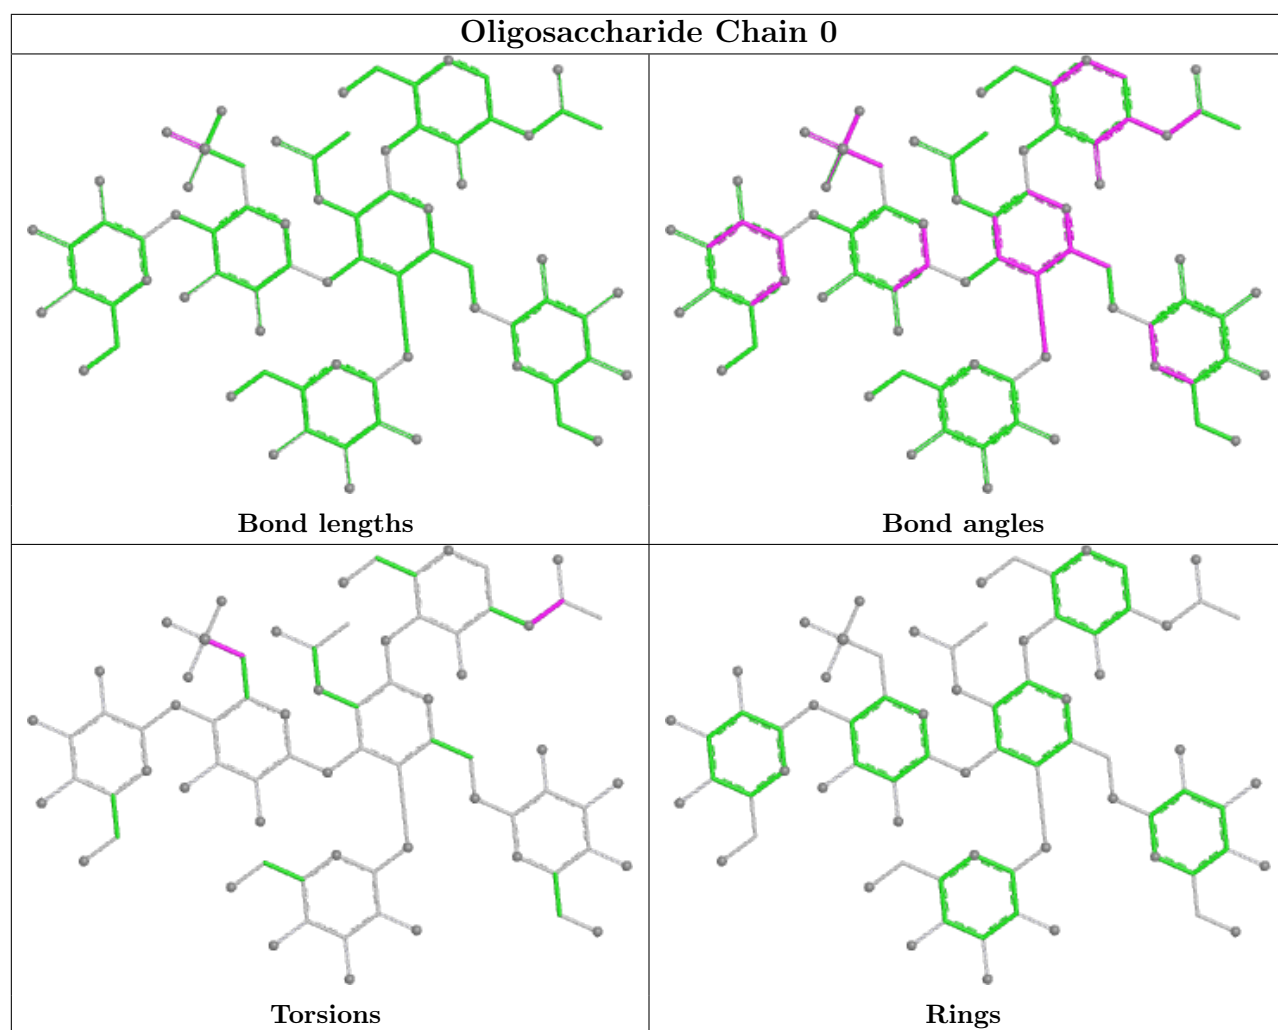 Oligosaccharide Chain 0
Bond lengths
Bond angles
Torsions
Rings